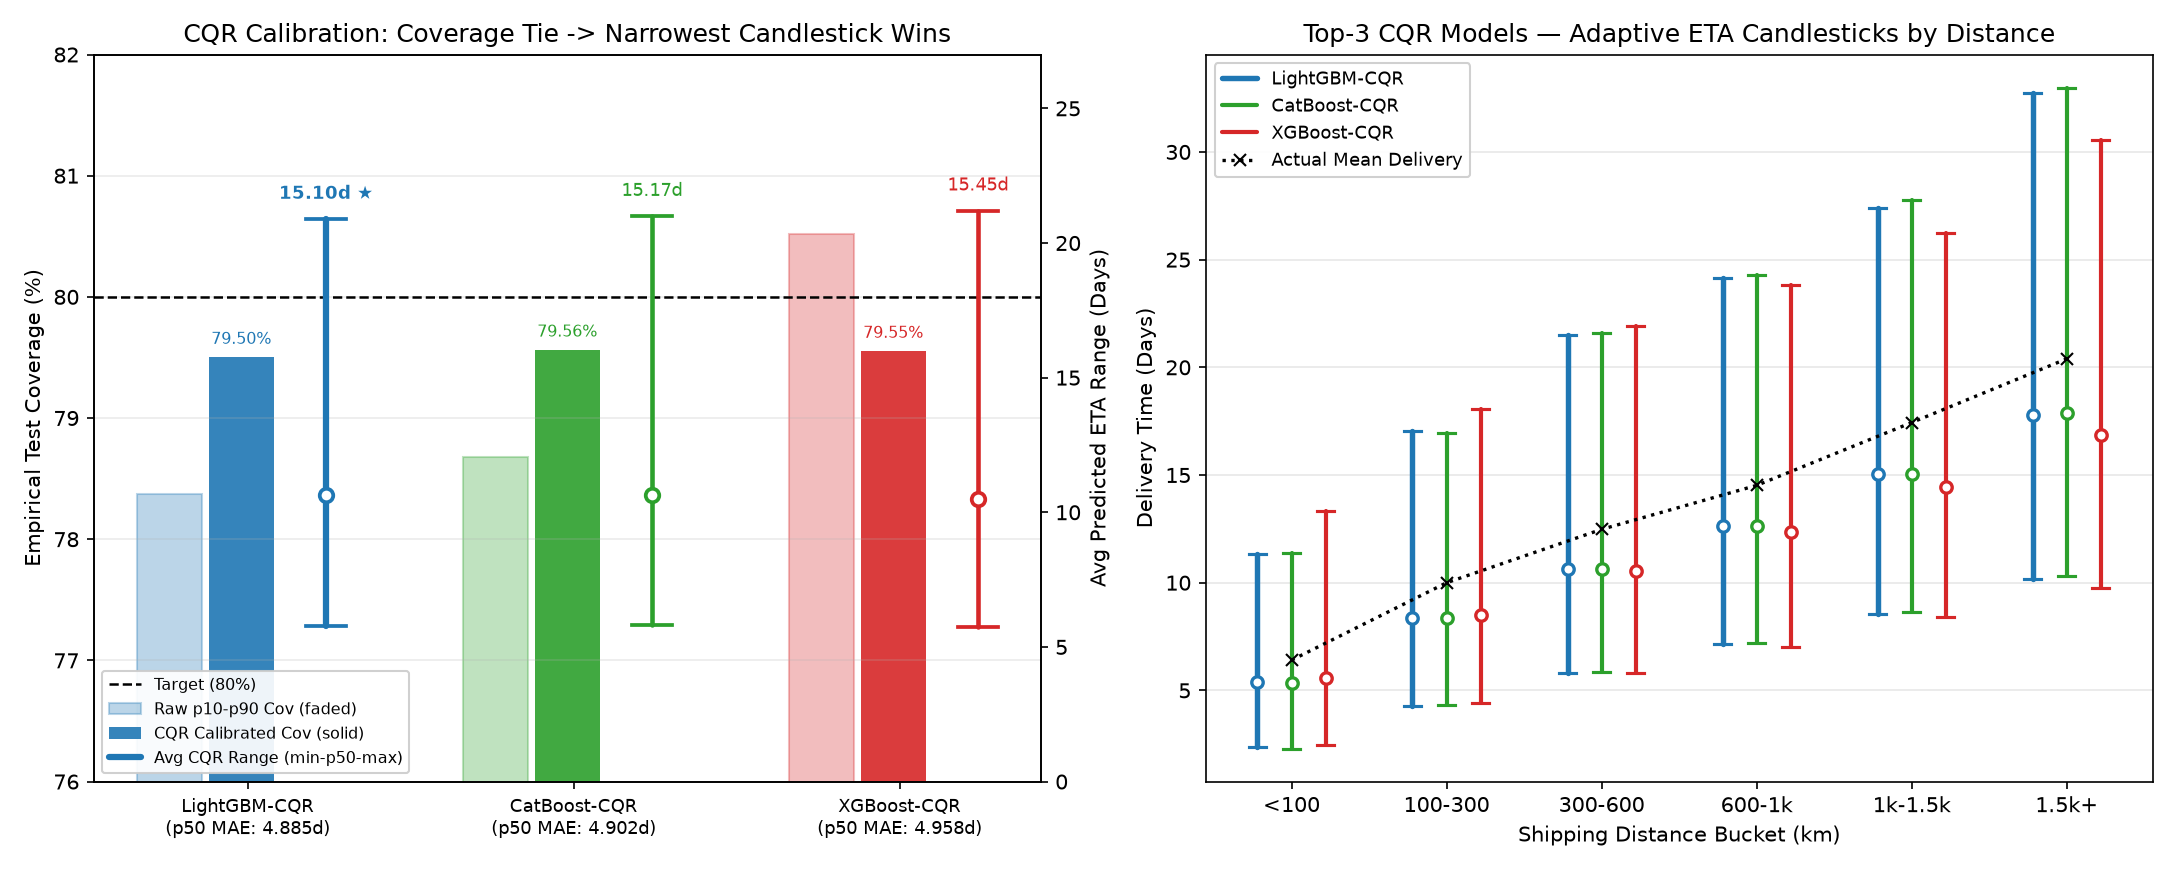 CQR Calibration: Coverage Tie -> Narrowest Candlestick Wins
Empirical Test Coverage (%)
82
81
80
79
78
77
76
15.10d ★
15.17d
15.45d
79.50%
79.56%
79.55%
Target (80%)
Raw p10-p90 Cov (faded)
CQR Calibrated Cov (solid)
Avg CQR Range (min-p50-max)
LightGBM-CQR
(p50 MAE: 4.885d)
CatBoost-CQR
(p50 MAE: 4.902d)
XGBoost-CQR
(p50 MAE: 4.958d)
25
20
15
10
5
0
Avg Predicted ETA Range (Days)
Top-3 CQR Models — Adaptive ETA Candlesticks by Distance
Delivery Time (Days)
30
25
20
15
10
5
LightGBM-CQR
CatBoost-CQR
XGBoost-CQR
Actual Mean Delivery
<100
100-300
300-600
600-1k
1k-1.5k
1.5k+
Shipping Distance Bucket (km)